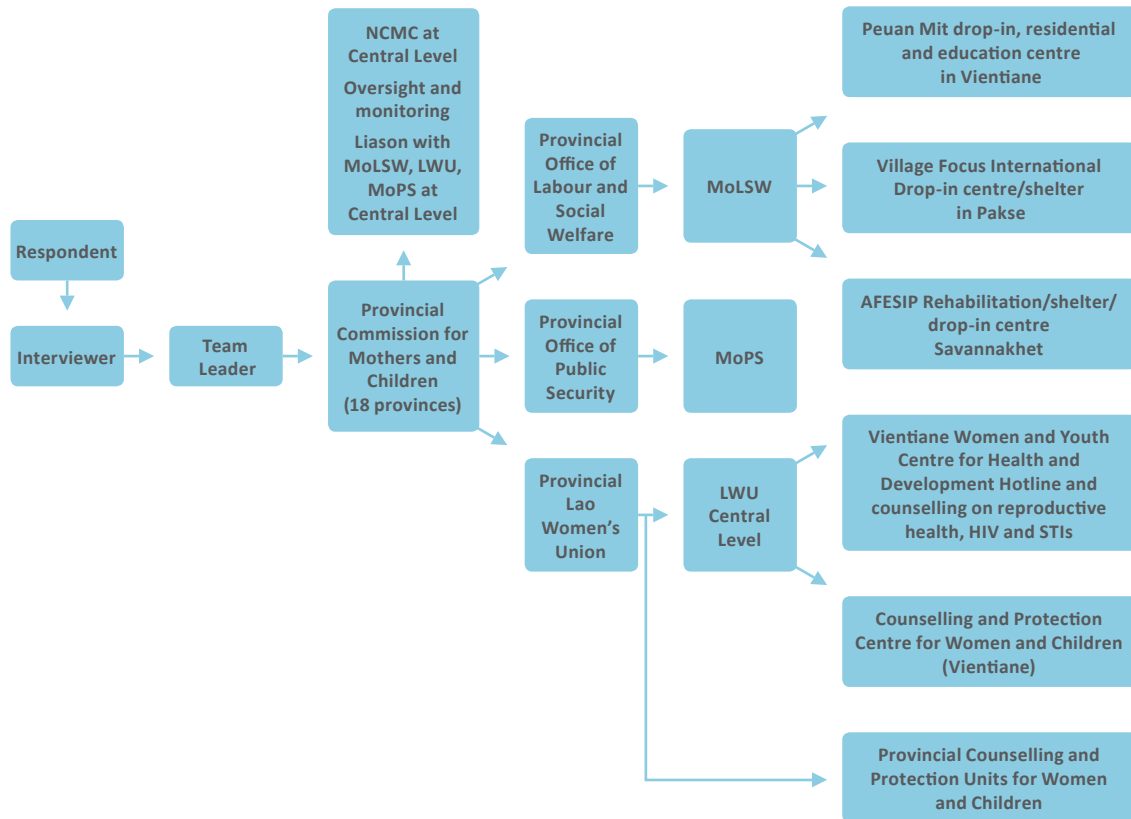 Respondent
Interviewer
Team
Leader
NCMC at
Central Level
Oversight and
monitoring
Liason with
MoLSW, LWU,
MoPS at
Central Level
Provincial
Commission for
Mothers and
Children
(18 provinces)
Provincial
Office of
Labour and
Social
Welfare
Provincial
Office of
Public
Security
Provincial
Lao
Women’s
Union
MoLSW
MoPS
LWU
Central
Level
Peuan Mit drop-in, residential
and education centre
in Vientiane
Village Focus International
Drop-in centre/shelter
in Pakse
AFESIP Rehabilitation/shelter/
drop-in centre
Savannakhet
Vientiane Women and Youth
Centre for Health and
Development Hotline and
counselling on reproductive
health, HIV and STIs
Counselling and Protection
Centre for Women and Children
(Vientiane)
Provincial Counselling and
Protection Units for Women
and Children